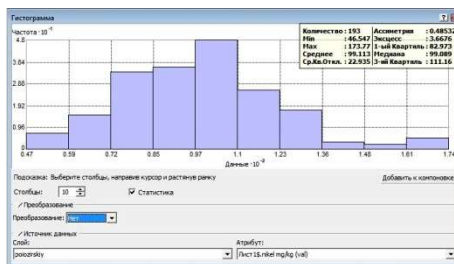 Гистограмма
Частота · 10⁻¹
Количество : 193 Ассиметрия : 0.48532
Min : 46.547 Эксцесс : 3.6676
Max : 173.77 1-ый Квартиль : 82.973
Среднее : 99.113 Медиана : 99.089
Ср.Кв.Откл. : 22.935 3-ий Квартиль : 111.16
4.8
3.84
2.88
1.92
0.96
0
0.47 0.59 0.72 0.85 0.98 1.1 1.23 1.36 1.48 1.61 1.74
Данные · 10⁻²
Подсказка: Выберите столбцы, направив курсор и растянув рамку
Добавить к компоновке
Столбцы: 10 Статистика
Преобразование
Преобразование: Нет
Источник данных
Слой: Атрибут:
Лист1$.nikel mg/kg (val)